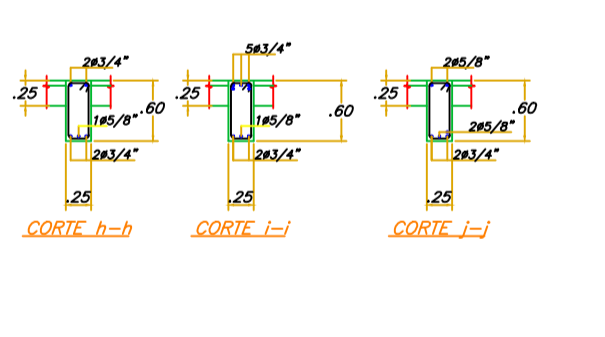 2ø3/4"
.25
.60
1ø5/8"
2ø3/4"
.25
CORTE h-h
5ø3/4"
.25
.60
1ø5/8"
2ø3/4"
.25
CORTE i-i
2ø5/8"
.25
.60
2ø5/8"
2ø3/4"
.25
CORTE j-j